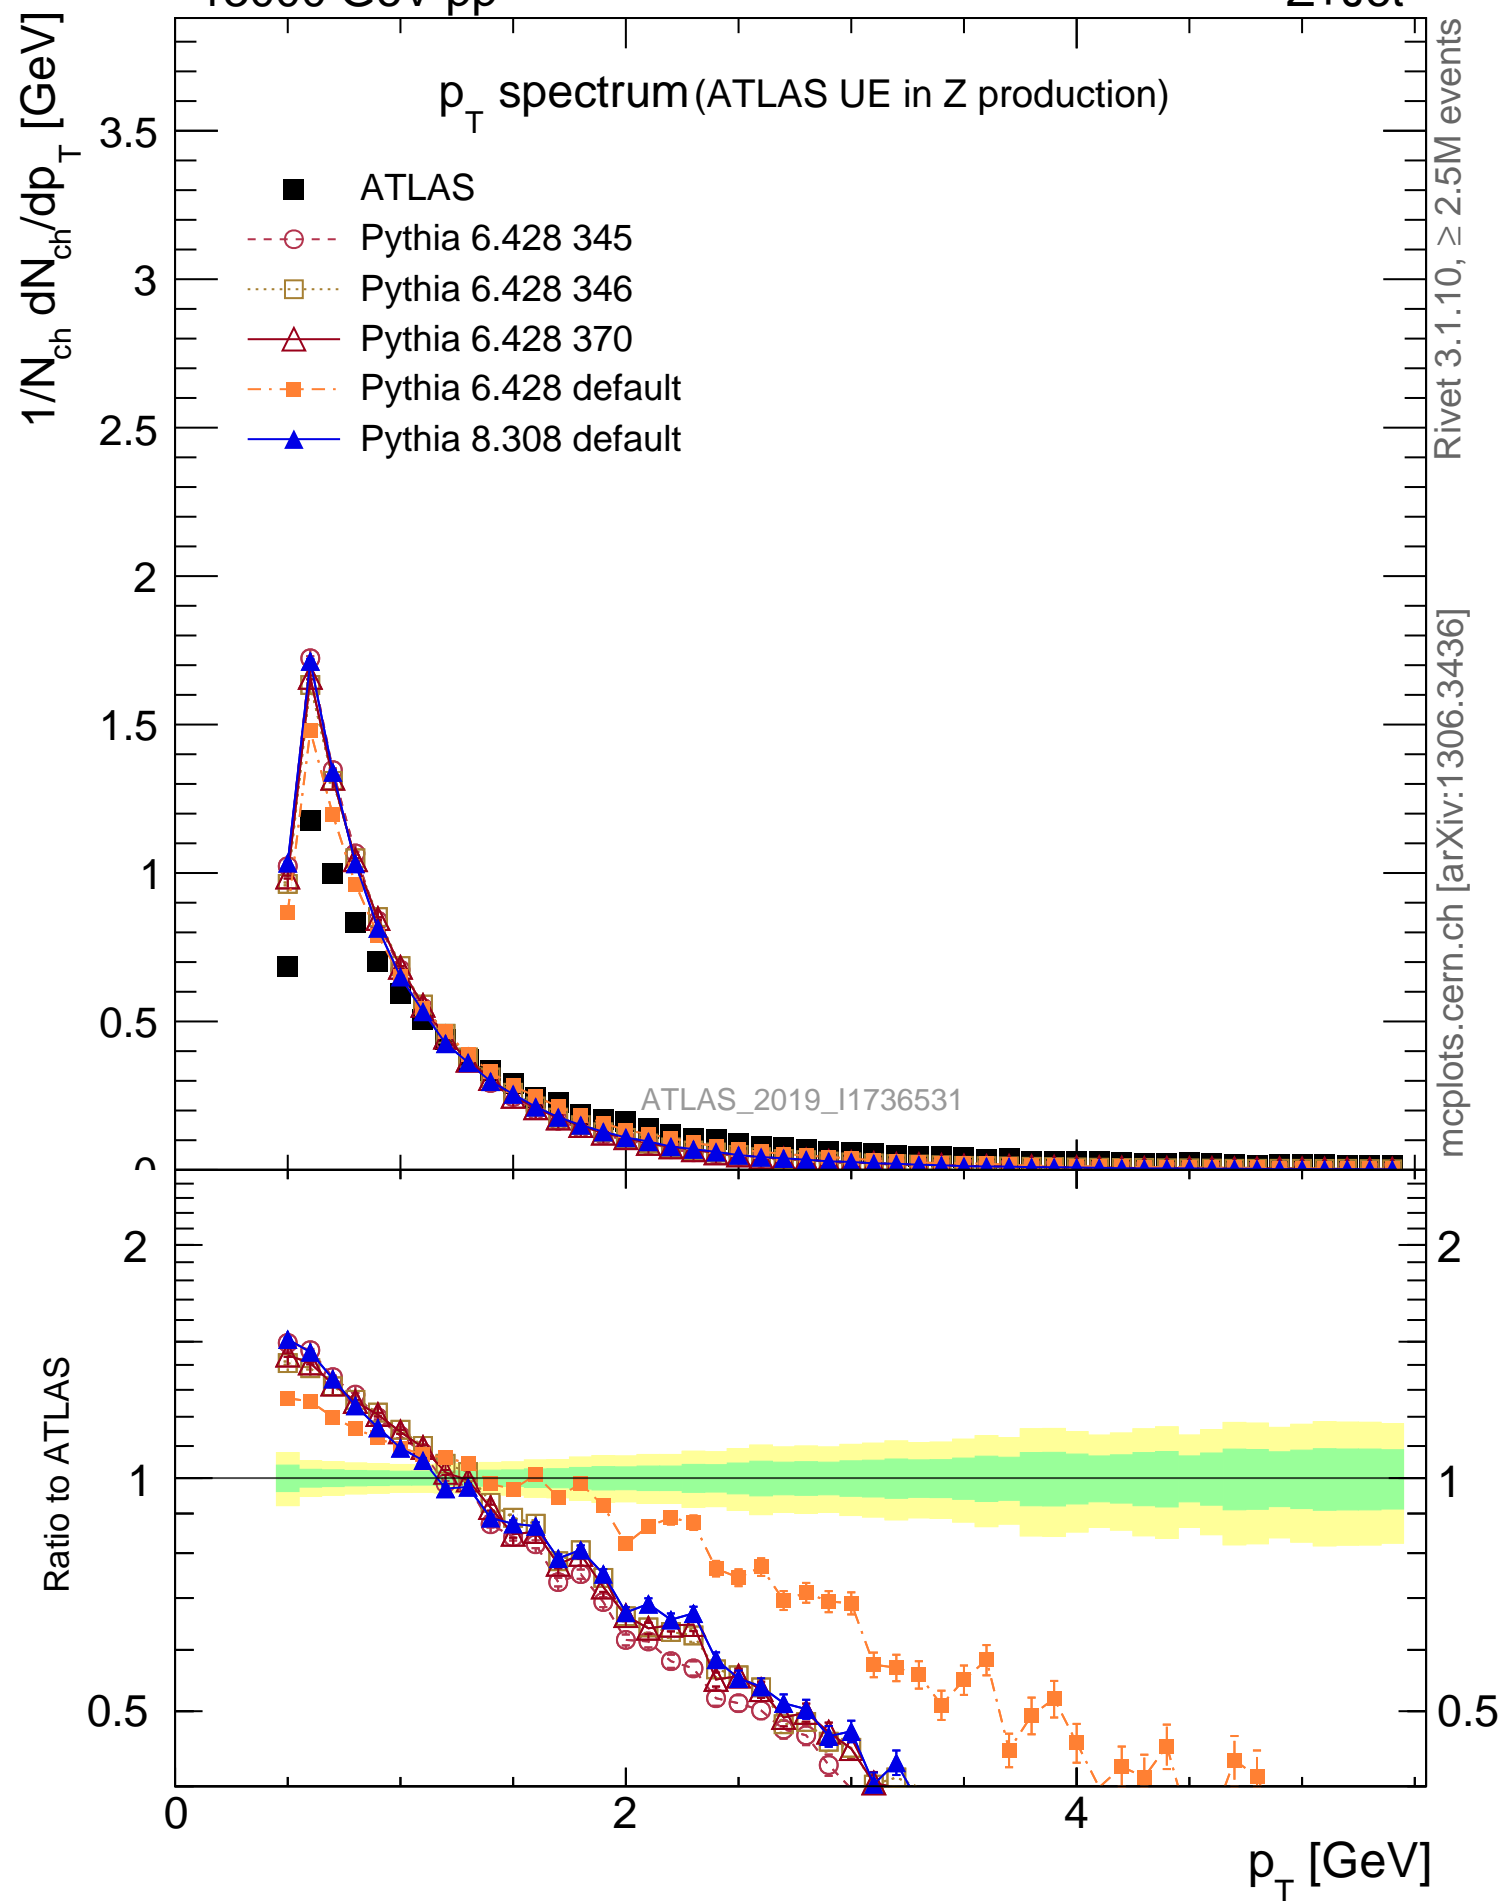 p_T spectrum (ATLAS UE in Z production)
ATLAS
Pythia 6.428 345
Pythia 6.428 346
Pythia 6.428 370
Pythia 6.428 default
Pythia 8.308 default
1/N_ch dN_ch/dp_T [GeV]
3.5
3
2.5
2
1.5
1
0.5
0
ATLAS_2019_I1736531
Rivet 3.1.10, ≥ 2.5M events
mcplots.cern.ch [arXiv:1306.3436]
Ratio to ATLAS
2
1
0.5
2
1
0.5
0
2
4
p_T [GeV]